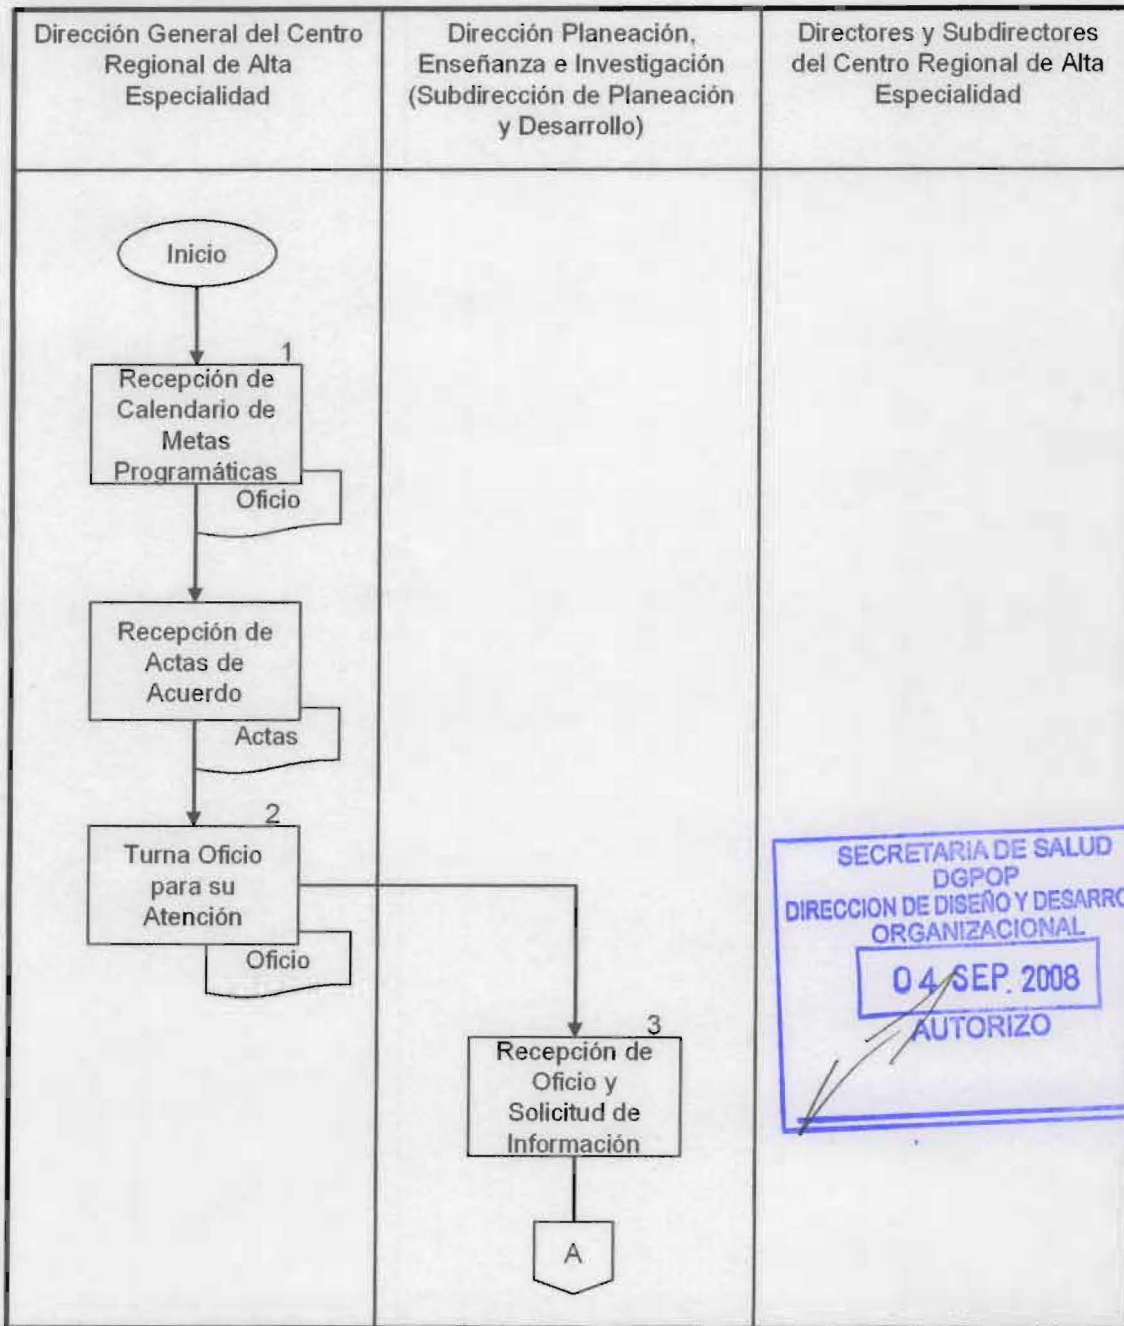 Dirección General del Centro
Regional de Alta
Especialidad
Dirección Planeación,
Enseñanza e Investigación
(Subdirección de Planeación
y Desarrollo)
Directores y Subdirectores
del Centro Regional de Alta
Especialidad
Inicio
1
Recepción de
Calendario de
Metas
Programáticas
Oficio
Recepción de
Actas de
Acuerdo
Actas
2
Turna Oficio
para su
Atención
Oficio
3
Recepción de
Oficio y
Solicitud de
Información
A
SECRETARIA DE SALUD
DGPOP
DIRECCION DE DISEÑO Y DESARRO
ORGANIZACIONAL
04 SEP. 2008
AUTORIZO